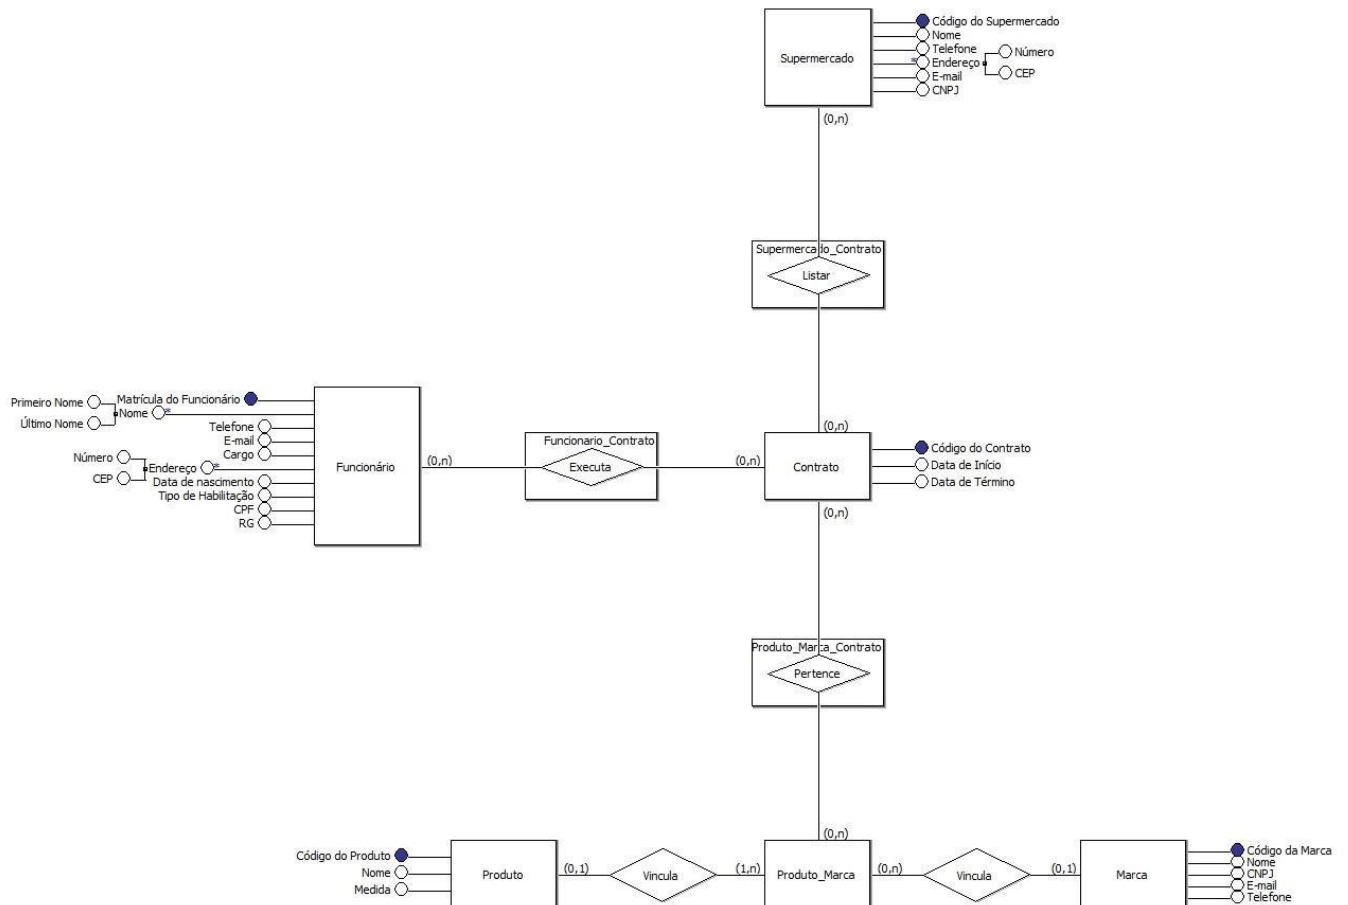 Código do Supermercado
Nome
Telefone
Endereço
E-mail
CNPJ
Número
CEP
Supermercado
(0,n)
Supermercado_Contrato
Listar
(0,n)
Matrícula do Funcionário
Primeiro Nome
Último Nome
Nome
Telefone
E-mail
Cargo
Número
CEP
Endereço
Data de nascimento
Tipo de Habilitação
CPF
RG
Funcionário
(0,n)
Funcionario_Contrato
Executa
(0,n)
Contrato
Código do Contrato
Data de Início
Data de Término
(0,n)
Produto_Marca_Contrato
Pertence
(0,n)
Código do Produto
Nome
Medida
Produto
(0,1)
Vincula
(1,n)
Produto_Marca
(0,n)
Vincula
(0,1)
Marca
Código da Marca
Nome
CNPJ
E-mail
Telefone